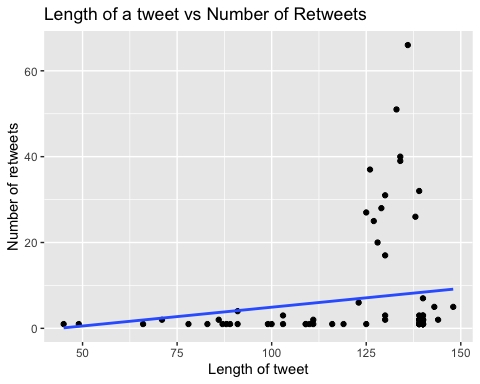 Length of a tweet vs Number of Retweets
Number of retweets
60
40
20
0
50 75 100 125 150
Length of tweet